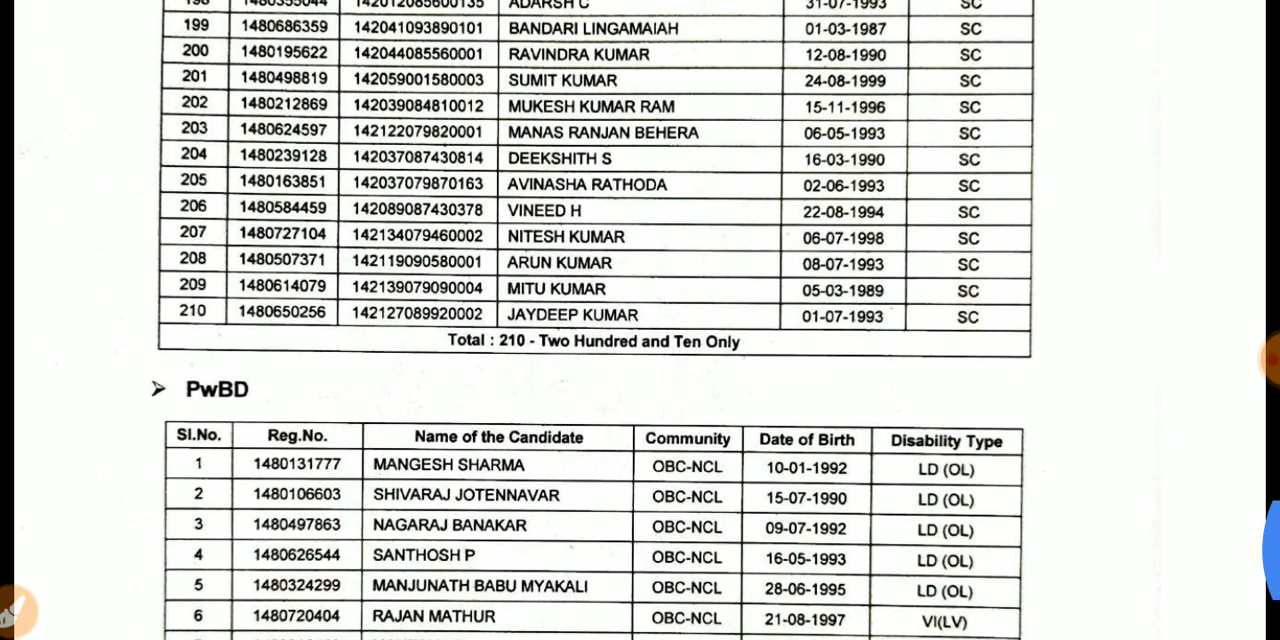 198 1480355044 142012085600135 ADARSH C 31-07-1993 SC
199 1480686359 142041093890101 BANDARI LINGAMAIAH 01-03-1987 SC
200 1480195622 142044085560001 RAVINDRA KUMAR 12-08-1990 SC
201 1480498819 142059001580003 SUMIT KUMAR 24-08-1999 SC
202 1480212869 142039084810012 MUKESH KUMAR RAM 15-11-1996 SC
203 1480624597 142122079820001 MANAS RANJAN BEHERA 06-05-1993 SC
204 1480239128 142037087430814 DEEKSHITH S 16-03-1990 SC
205 1480163851 142037079870163 AVINASHA RATHODA 02-06-1993 SC
206 1480584459 142089087430378 VINEED H 22-08-1994 SC
207 1480727104 142134079460002 NITESH KUMAR 06-07-1998 SC
208 1480507371 142119090580001 ARUN KUMAR 08-07-1993 SC
209 1480614079 142139079090004 MITU KUMAR 05-03-1989 SC
210 1480650256 142127089920002 JAYDEEP KUMAR 01-07-1993 SC
Total : 210 - Two Hundred and Ten Only
➢ PwBD
Sl.No. Reg.No. Name of the Candidate Community Date of Birth Disability Type
1 1480131777 MANGESH SHARMA OBC-NCL 10-01-1992 LD (OL)
2 1480106603 SHIVARAJ JOTENNAVAR OBC-NCL 15-07-1990 LD (OL)
3 1480497863 NAGARAJ BANAKAR OBC-NCL 09-07-1992 LD (OL)
4 1480626544 SANTHOSH P OBC-NCL 16-05-1993 LD (OL)
5 1480324299 MANJUNATH BABU MYAKALI OBC-NCL 28-06-1995 LD (OL)
6 1480720404 RAJAN MATHUR OBC-NCL 21-08-1997 VI(LV)